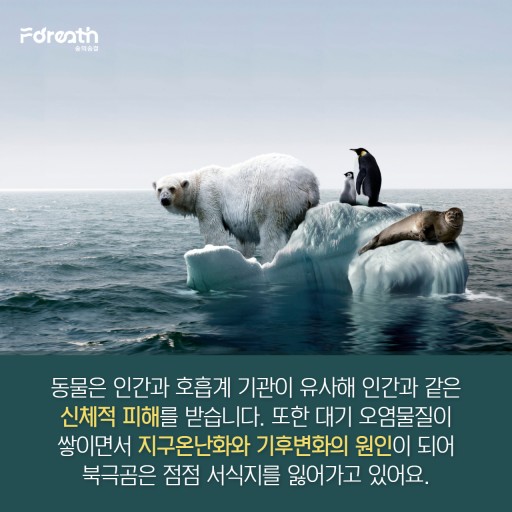 Foreath
숲의숨결
동물은 인간과 호흡계 기관이 유사해 인간과 같은
신체적 피해를 받습니다. 또한 대기 오염물질이
쌓이면서 지구온난화와 기후변화의 원인이 되어
북극곰은 점점 서식지를 잃어가고 있어요.